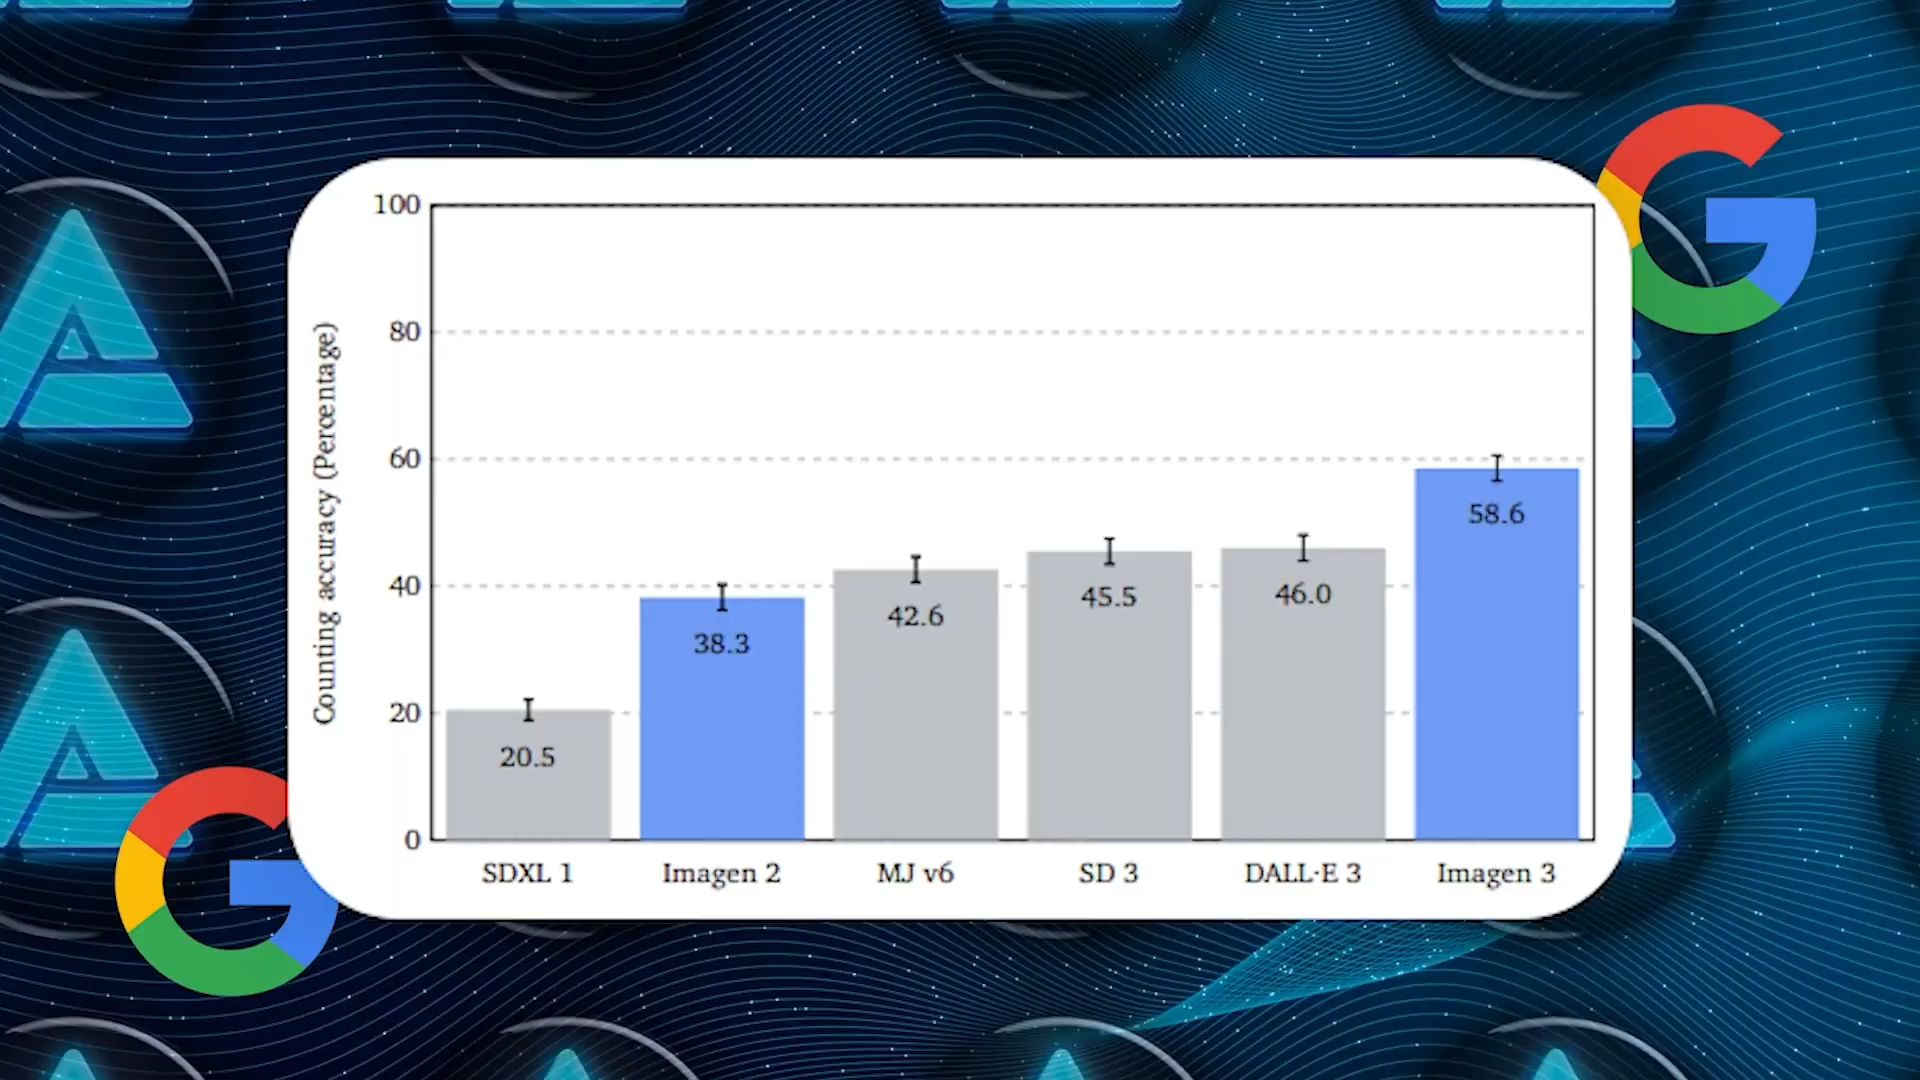 Counting accuracy (Percentage)
100
80
60
40
20
0
20.5
38.3
42.6
45.5
46.0
58.6
SDXL 1
Imagen 2
MJ v6
SD 3
DALL·E 3
Imagen 3